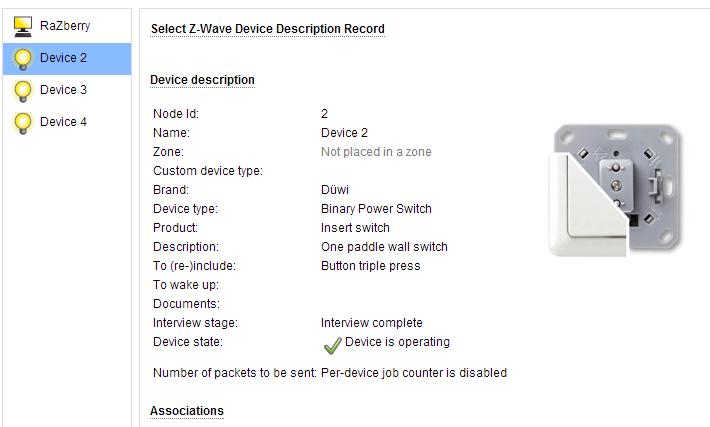 RaZberry
Device 2
Device 3
Device 4
Select Z-Wave Device Description Record
Device description
Node Id: 2
Name: Device 2
Zone: Not placed in a zone
Custom device type:
Brand: Düwi
Device type: Binary Power Switch
Product: Insert switch
Description: One paddle wall switch
To (re-)include: Button triple press
To wake up:
Documents:
Interview stage: Interview complete
Device state: Device is operating
Number of packets to be sent: Per-device job counter is disabled
Associations